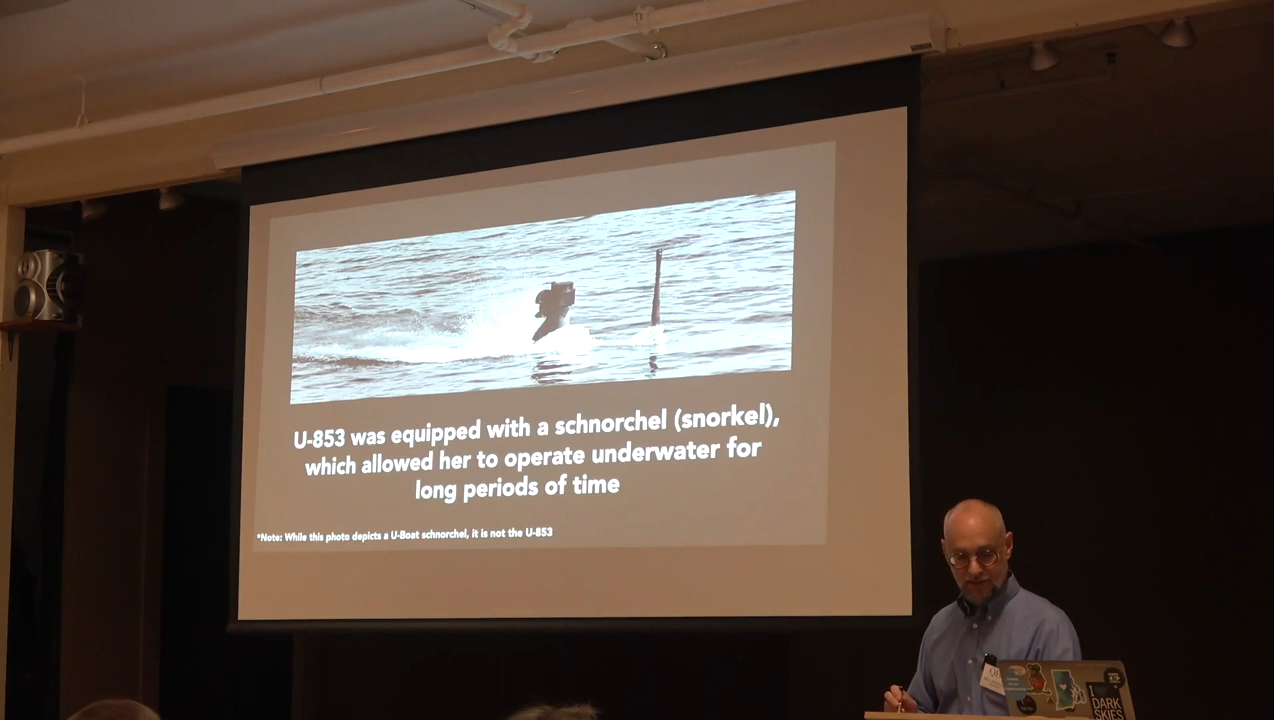 U-853 was equipped with a schnorchel (snorkel),
which allowed her to operate underwater for
long periods of time
*Note: While this photo depicts a U-Boat schnorchel, it is not the U-853
I
DARK
SKIES